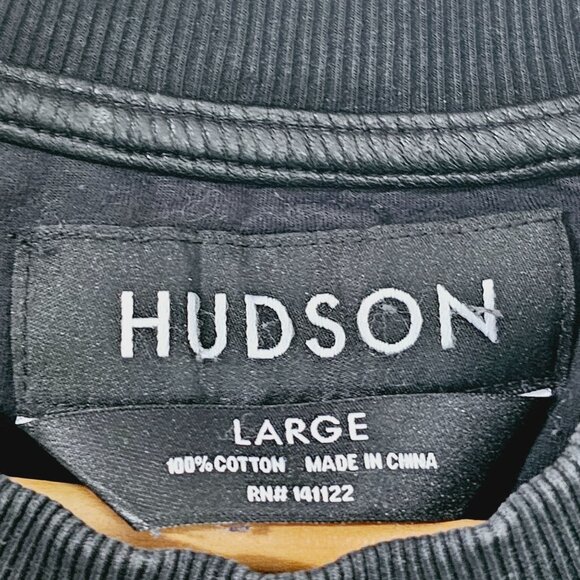 HUDSON
LARGE
100% COTTON MADE IN CHINA
RN# 141122